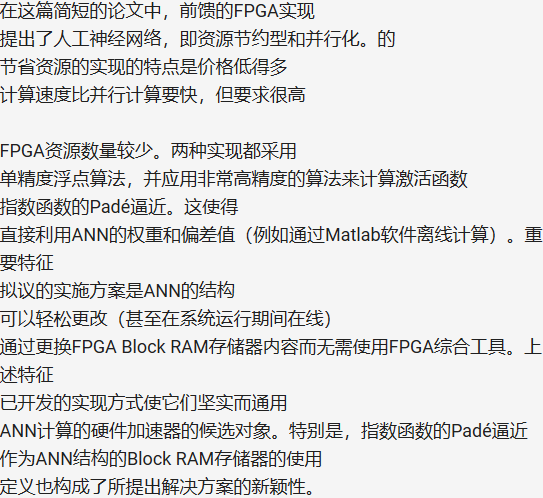 在这篇简短的论文中，前馈的FPGA实现
提出了人工神经网络，即资源节约型和并行化。的
节省资源的实现的特点是价格低得多
计算速度比并行计算要快，但要求很高
FPGA资源数量较少。两种实现都采用
单精度浮点算法，并应用非常高精度的算法来计算激活函数
指数函数的Padé逼近。这使得
直接利用ANN的权重和偏差值（例如通过Matlab软件离线计算）。重
要特征
拟议的实施方案是ANN的结构
可以轻松更改（甚至在系统运行期间在线）
通过更换FPGA Block RAM存储器内容而无需使用FPGA综合工具。上
述特征
已开发的实现方式使它们坚实而通用
ANN计算的硬件加速器的候选对象。特别是，指数函数的Padé逼近
作为ANN结构的Block RAM存储器的使用
定义也构成了所提出解决方案的新颖性。